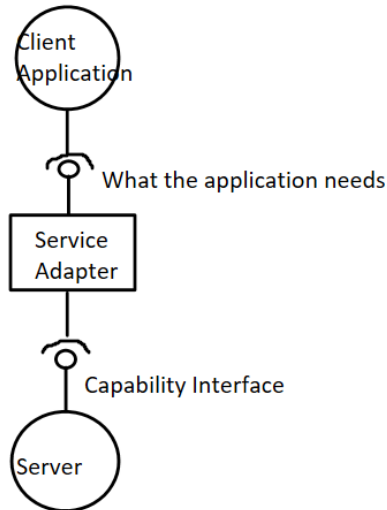 Client
Application
What the application needs
Service
Adapter
Capability Interface
Server